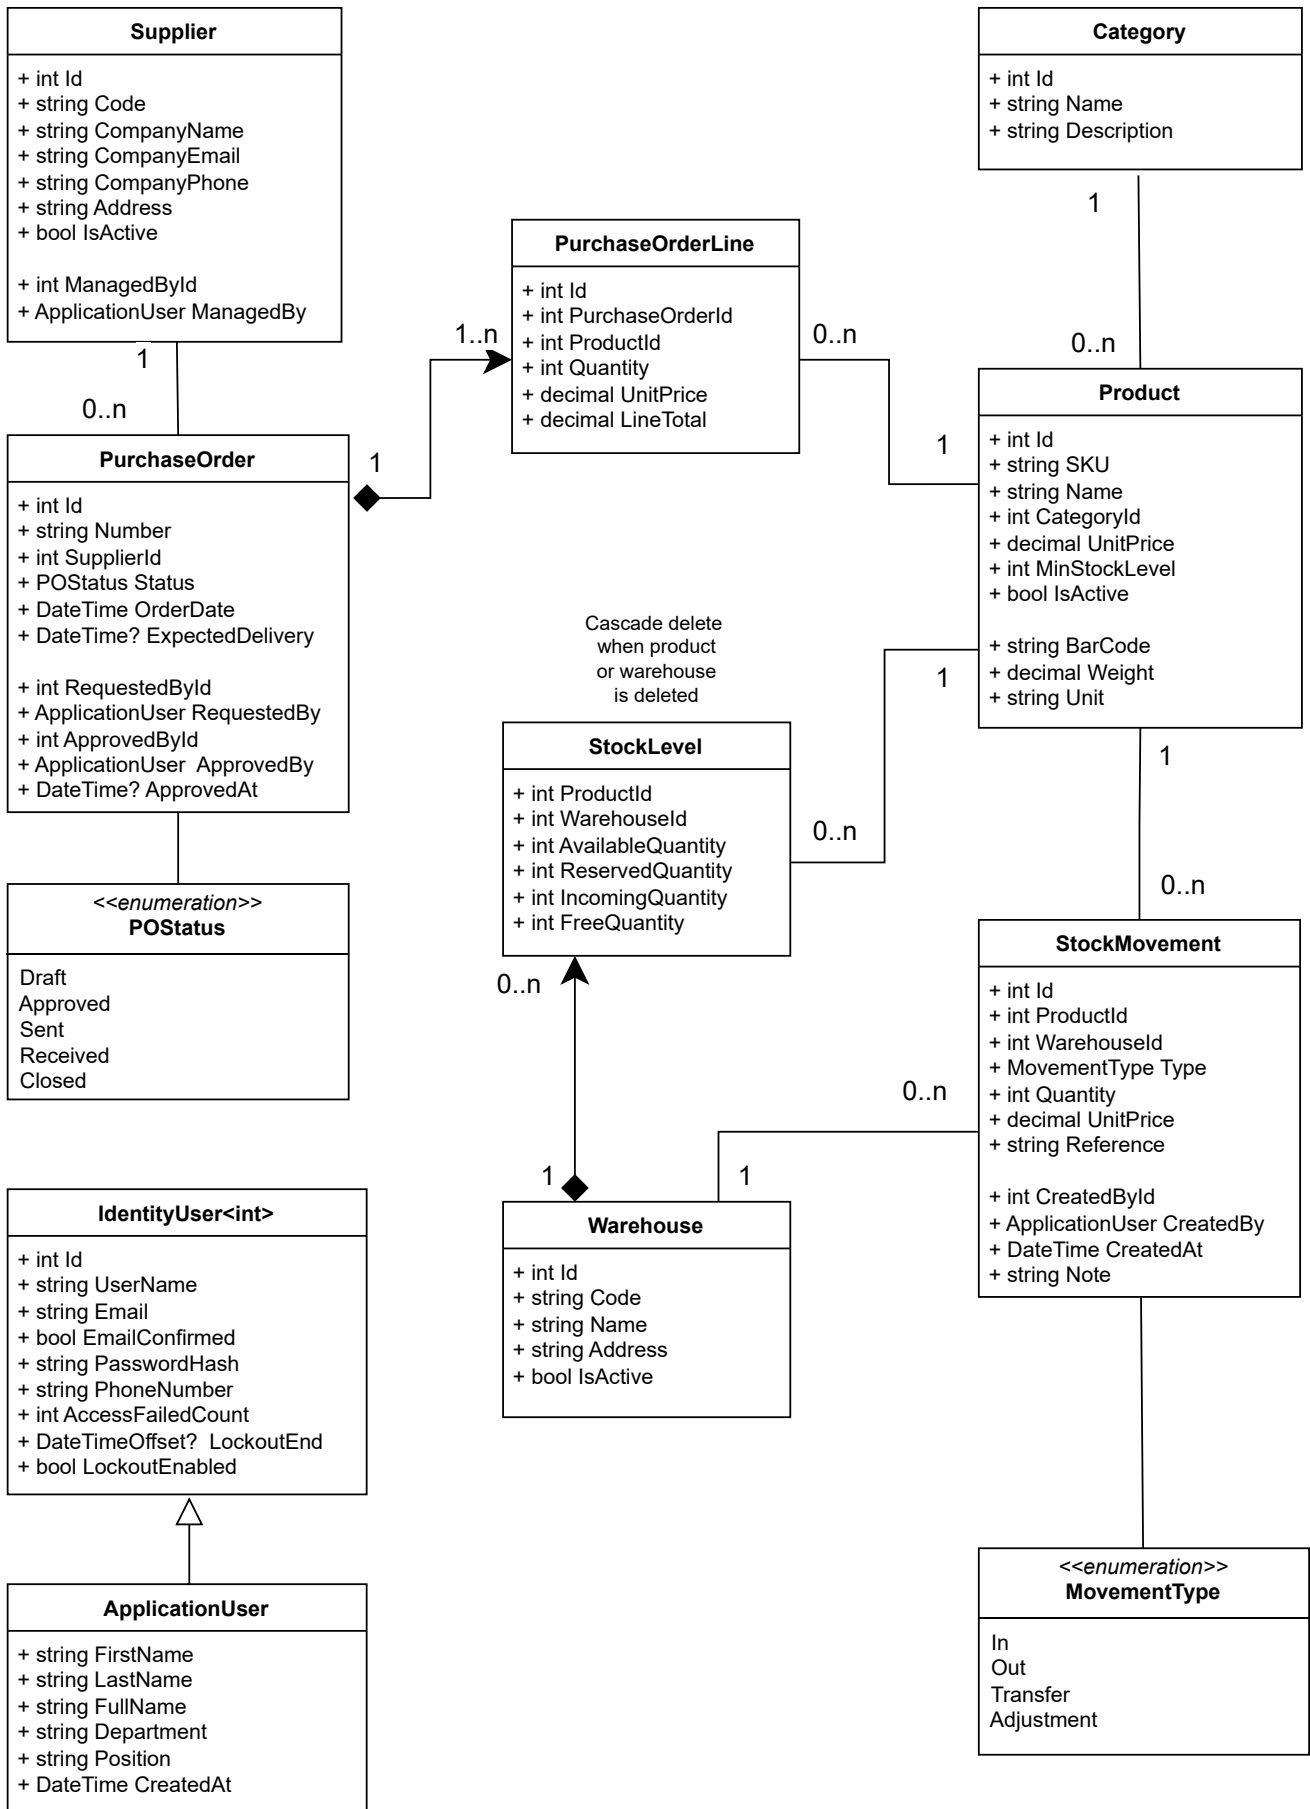 Supplier
+ int Id
+ string Code
+ string CompanyName
+ string CompanyEmail
+ string CompanyPhone
+ string Address
+ bool IsActive
+ int ManagedById
+ ApplicationUser ManagedBy
1
0..n
PurchaseOrder
+ int Id
+ string Number
+ int SupplierId
+ POStatus Status
+ DateTime OrderDate
+ DateTime? ExpectedDelivery
+ int RequestedById
+ ApplicationUser RequestedBy
+ int ApprovedById
+ ApplicationUser  ApprovedBy
+ DateTime? ApprovedAt
1
1..n
<<enumeration>>
POStatus
Draft
Approved
Sent
Received
Closed
IdentityUser<int>
+ int Id
+ string UserName
+ string Email
+ bool EmailConfirmed
+ string PasswordHash
+ string PhoneNumber
+ int AccessFailedCount
+ DateTimeOffset?  LockoutEnd
+ bool LockoutEnabled
ApplicationUser
+ string FirstName
+ string LastName
+ string FullName
+ string Department
+ string Position
+ DateTime CreatedAt
PurchaseOrderLine
+ int Id
+ int PurchaseOrderId
+ int ProductId
+ int Quantity
+ decimal UnitPrice
+ decimal LineTotal
0..n
1
Cascade delete
when product
or warehouse
is deleted
StockLevel
+ int ProductId
+ int WarehouseId
+ int AvailableQuantity
+ int ReservedQuantity
+ int IncomingQuantity
+ int FreeQuantity
1
0..n
0..n
1
Warehouse
+ int Id
+ string Code
+ string Name
+ string Address
+ bool IsActive
0..n
1
Category
+ int Id
+ string Name
+ string Description
1
0..n
Product
+ int Id
+ string SKU
+ string Name
+ int CategoryId
+ decimal UnitPrice
+ int MinStockLevel
+ bool IsActive
+ string BarCode
+ decimal Weight
+ string Unit
1
0..n
StockMovement
+ int Id
+ int ProductId
+ int WarehouseId
+ MovementType Type
+ int Quantity
+ decimal UnitPrice
+ string Reference
+ int CreatedById
+ ApplicationUser CreatedBy
+ DateTime CreatedAt
+ string Note
<<enumeration>>
MovementType
In
Out
Transfer
Adjustment